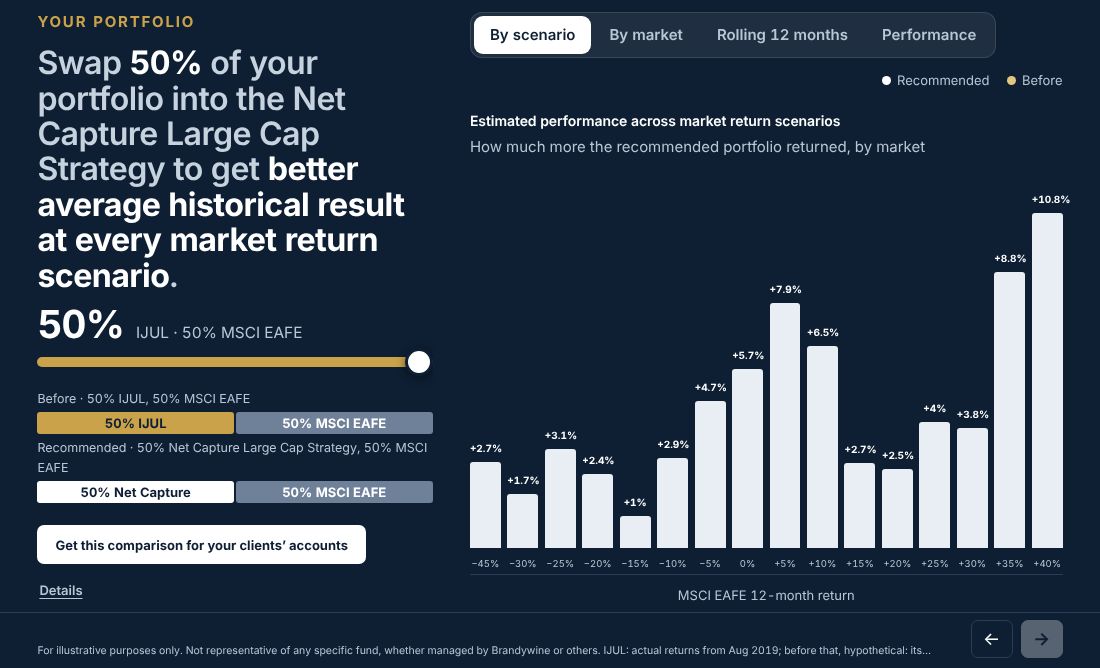 YOUR PORTFOLIO
Swap 50% of your
portfolio into the Net
Capture Large Cap
Strategy to get better
average historical result
at every market return
scenario.
50% IJUL · 50% MSCI EAFE
Before · 50% IJUL, 50% MSCI EAFE
50% IJUL 50% MSCI EAFE
Recommended · 50% Net Capture Large Cap Strategy, 50% MSCI
EAFE
50% Net Capture 50% MSCI EAFE
Get this comparison for your clients’ accounts
Details
By scenario By market Rolling 12 months Performance
Recommended Before
Estimated performance across market return scenarios
How much more the recommended portfolio returned, by market
+2.7% +1.7% +3.1% +2.4% +1% +2.9% +4.7% +5.7% +7.9% +6.5% +2.7% +2.5% +4% +3.8% +8.8% +10.8%
−45% −30% −25% −20% −15% −10% −5% 0% +5% +10% +15% +20% +25% +30% +35% +40%
MSCI EAFE 12-month return
For illustrative purposes only. Not representative of any specific fund, whether managed by Brandywine or others. IJUL: actual returns from Aug 2019; before that, hypothetical: its...